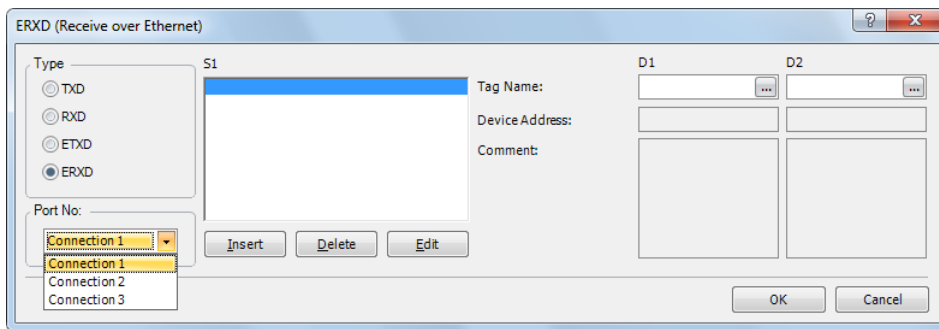 ERXD (Receive over Ethernet)
Type
TXD
RXD
ETXD
ERXD
Port No:
Connection 1
Connection 1
Connection 2
Connection 3
S1
Insert Delete Edit
D1 D2
Tag Name: ... ...
Device Address:
Comment:
OK Cancel